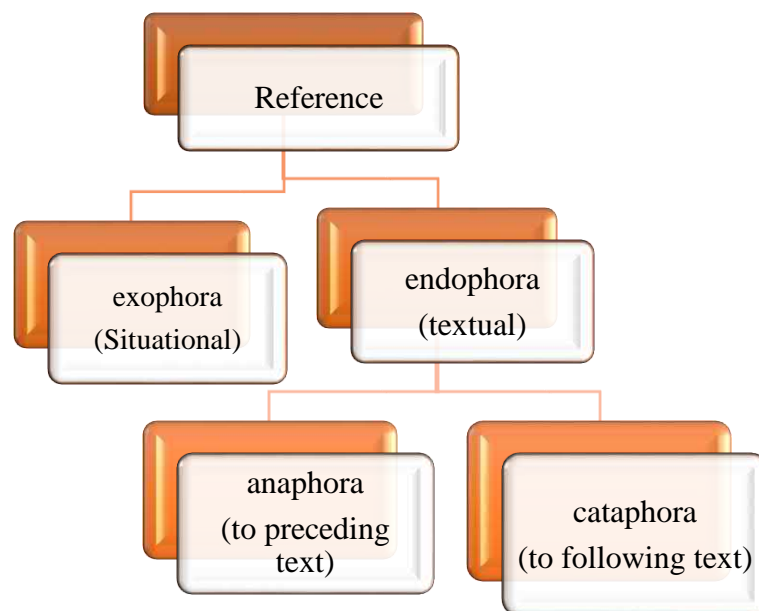 Reference
exophora
(Situational)
endophora
(textual)
anaphora
(to preceding
text)
cataphora
(to following text)